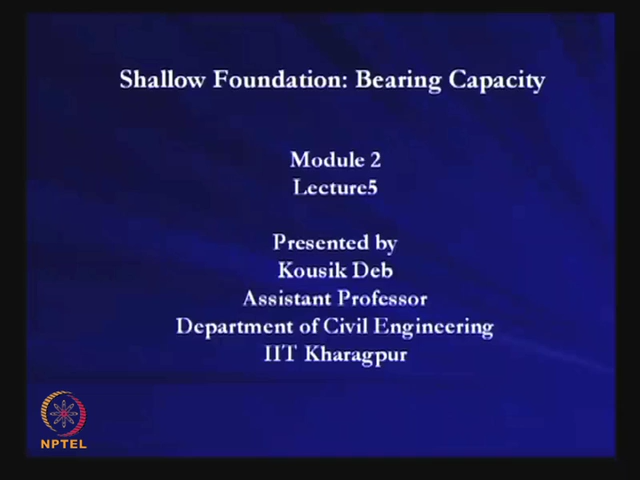 Shallow Foundation: Bearing Capacity
Module 2
Lecture5
Presented by
Kousik Deb
Assistant Professor
Department of Civil Engineering
IIT Kharagpur
NPTEL